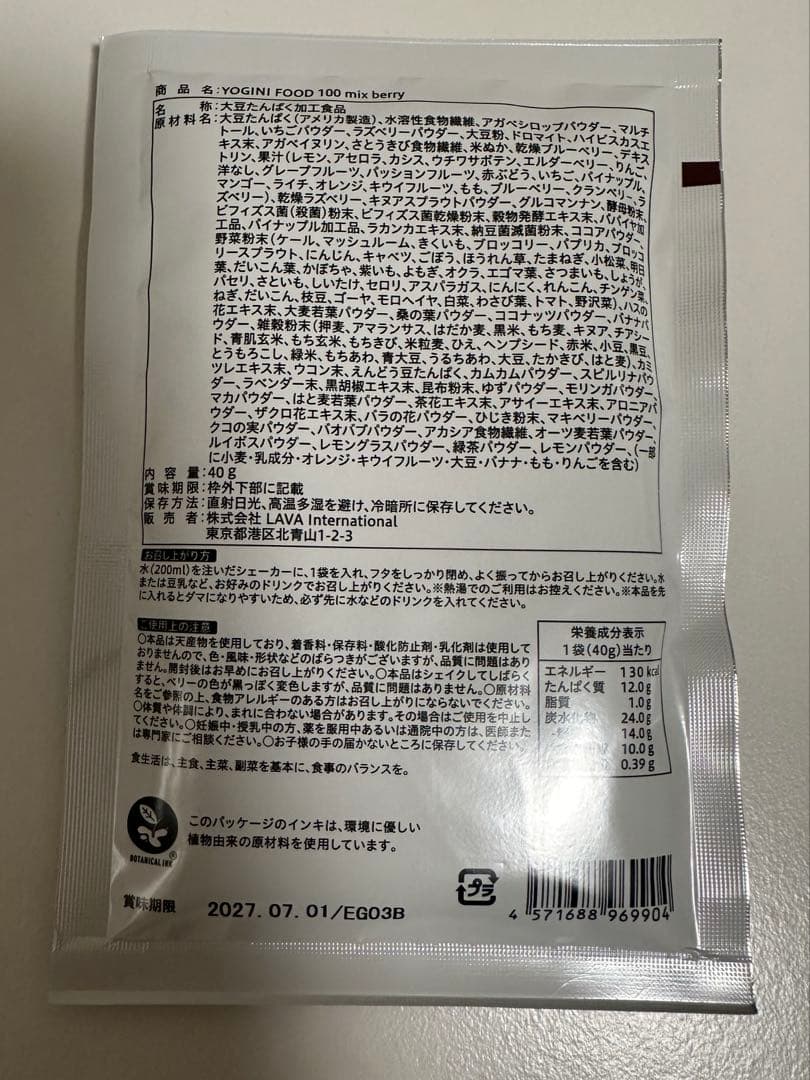 商品名:YOGINI FOOD 100 mix berry
名称:大豆たんぱく加工食品
原材料名:大豆たんぱく(アメリカ製造)、水溶性食物繊維、アガベシロップパウダー、マルチ
トール、いちごパウダー、ラズベリーパウダー、大豆粉、ドロマイト、ハイビスカスエ
キス末、アガベイヌリン、さとうきび食物繊維、米ぬか、乾燥ブルーベリー、デキス
トリン、果汁(レモン、アセロラ、カシス、ウチワサボテン、エルダーベリー、りんご、
洋なし、グレープフルーツ、パッションフルーツ、赤ぶどう、いちご、パイナップル、
マンゴー、ライチ、オレンジ、キウイフルーツ、もも、ブルーベリー、クランベリー、ラ
ズベリー)、乾燥ラズベリー、キヌアスプラウトパウダー、グルコマンナン、酵母粉末、
ビフィズス菌(殺菌)粉末、ビフィズス菌乾燥粉末、穀物発酵エキス末、パパイヤ加
工品、パイナップル加工品、ラカンカエキス末、納豆菌滅菌粉末、ココアパウダー、
野菜粉末(ケール、マッシュルーム、きくいも、ブロッコリー、パプリカ、ブロッコ
リースプラウト、にんじん、キャベツ、ごぼう、ほうれん草、たまねぎ、小松菜、明日
葉、だいこん葉、かぼちゃ、紫いも、よもぎ、オクラ、エゴマ葉、さつまいも、しょうが、
パセリ、さといも、しいたけ、セロリ、アスパラガス、にんにく、れんこん、チンゲン菜、
ねぎ、だいこん、枝豆、ゴーヤ、モロヘイヤ、白菜、わさび葉、トマト、野沢菜)、ハスの
花エキス末、大麦若葉パウダー、桑の葉パウダー、ココナッツパウダー、バナナパ
ウダー、雑穀粉末(押麦、アマランサス、はだか麦、黒米、もち麦、キヌア、チアシー
ド、青肌玄米、もち玄米、もちきび、米粒麦、ひえ、ヘンプシード、赤米、小豆、黒豆、
とうもろこし、緑米、もちあわ、青大豆、うるちあわ、大豆、たかきび、はと麦)、カミ
ツレエキス末、ウコン末、えんどう豆たんぱく、カムカムパウダー、スピルリナパウ
ダー、ラベンダー末、黒胡椒エキス末、昆布粉末、ゆずパウダー、モリンガパウダー、
マカパウダー、はと麦若葉パウダー、茶花エキス末、アサイーエキス末、アロニアパ
ウダー、ザクロ花エキス末、バラの花パウダー、ひじき粉末、マキベリーパウダー、
クコの実パウダー、バオバブパウダー、アカシア食物繊維、オーツ麦若葉パウダー、
ルイボスパウダー、レモングラスパウダー、緑茶パウダー、レモンパウダー、(一部
に小麦・乳成分・オレンジ・キウイフルーツ・大豆・バナナ・もも・りんごを含む)
内容量:40g
賞味期限:枠外下部に記載
保存方法:直射日光、高温多湿を避け、冷暗所に保存してください。
販売者:株式会社 LAVA International
東京都港区北青山1-2-3
お召し上がり方
水(200ml)を注いだシェーカーに、1袋を入れ、フタをしっかり閉め、よく振ってからお召し上がりください。水
または豆乳など、お好みのドリンクでお召し上がりください。※熱湯でのご利用はお控えください。※本品を先
に入れるとダマになりやすいため、必ず先に水などのドリンクを入れてください。
ご使用上の注意
〇本品は天産物を使用しており、着香料・保存料・酸化防止剤・乳化剤は使用して
おりませんので、色・風味・形状などのばらつきがございますが、品質に問題はあり
ません。開封後はお早めにお召し上がりください。〇本品はシェイクしてしばらく
すると、ベリーの色が黒っぽく変色しますが、品質に問題はありません。〇原材料
名をご参照の上、食物アレルギーのある方はお召し上がりにならないでください。
〇体質や体調により、まれに合わない場合があります。その場合はご使用を中止し
てください。〇妊娠中・授乳中の方、薬を服用中あるいは通院中の方は、医師また
は専門家にご相談ください。〇お子様の手の届かないところに保存してください。
食生活は、主食、主菜、副菜を基本に、食事のバランスを。
栄養成分表示
1袋(40g)当たり
エネルギー 130kcal
たんぱく質 12.0g
脂質 1.0g
炭水化物 24.0g
14.0g
10.0g
0.39g
BOTANICAL INK
このパッケージのインキは、環境に優しい
植物由来の原材料を使用しています。
賞味期限 2027.07.01/EG03B
プラ
4 571688 969904